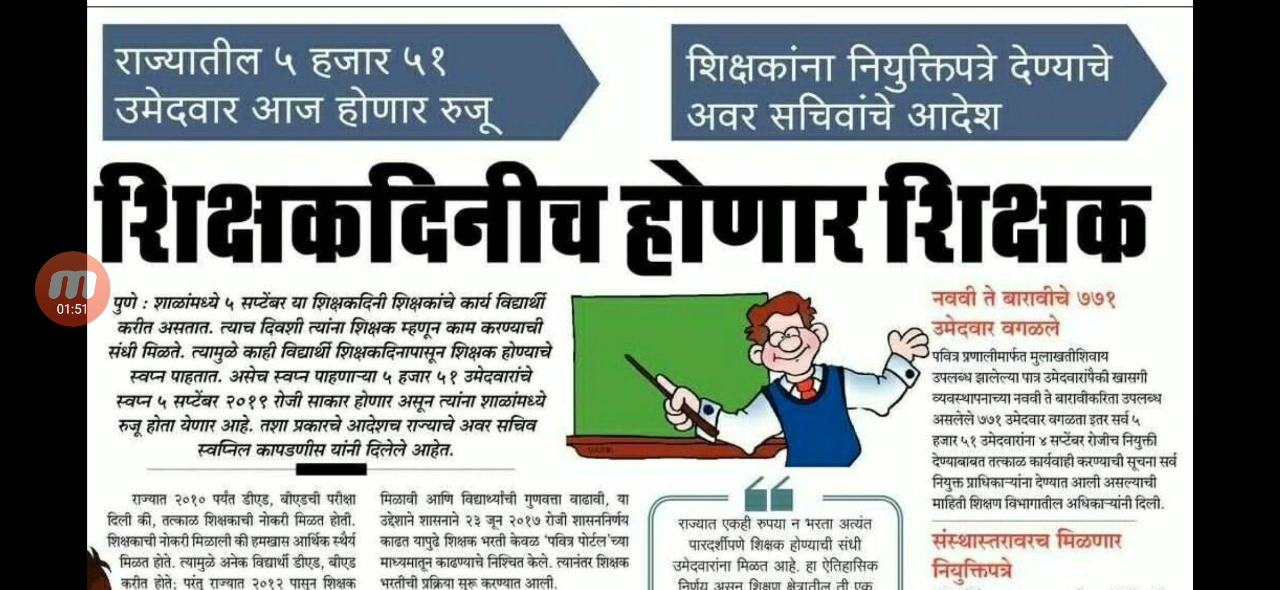 राज्यातील ५ हजार ५१
उमेदवार आज होणार रुजू
शिक्षकांना नियुक्तिपत्रे देण्याचे
अवर सचिवांचे आदेश
शिक्षकदिनीच होणार शिक्षक
01:51
पुणे : शाळांमध्ये ५ सप्टेंबर या शिक्षकदिनी शिक्षकांचे कार्य विद्यार्थी
करीत असतात. त्याच दिवशी त्यांना शिक्षक म्हणून काम करण्याची
संधी मिळते. त्यामुळे काही विद्यार्थी शिक्षकदिनापासून शिक्षक होण्याचे
स्वप्न पाहतात. असेच स्वप्न पाहणाऱ्या ५ हजार ५१ उमेदवारांचे
स्वप्न ५ सप्टेंबर २०१९ रोजी साकार होणार असून त्यांना शाळांमध्ये
रुजू होता येणार आहे. तशा प्रकारचे आदेशच राज्याचे अवर सचिव
स्वप्निल कापडणीस यांनी दिलेले आहेत.
राज्यात २०१० पर्यंत डीएड, बीएडची परीक्षा
दिली की, तत्काळ शिक्षकाची नोकरी मिळत होती.
शिक्षकाची नोकरी मिळाली की हमखास आर्थिक स्थैर्य
मिळत होते. त्यामुळे अनेक विद्यार्थी डीएड, बीएड
करीत होते; परंतु राज्यात २०१२ पासून शिक्षक
मिळावी आणि विद्यार्थ्यांची गुणवत्ता वाढावी, या
उद्देशाने शासनाने २३ जून २०१७ रोजी शासननिर्णय
काढत यापुढे शिक्षक भरती केवळ 'पवित्र पोर्टल'च्या
माध्यमातून काढण्याचे निश्चित केले. त्यानंतर शिक्षक
भरतीची प्रक्रिया सुरू करण्यात आली.
राज्यात एकही रुपया न भरता अत्यंत
पारदर्शीपणे शिक्षक होण्याची संधी
उमेदवारांना मिळत आहे. हा ऐतिहासिक
निर्णय असून शिक्षण क्षेत्रातील ती एक
नववी ते बारावीचे ७७१
उमेदवार वगळले
पवित्र प्रणालीमार्फत मुलाखतीशिवाय
उपलब्ध झालेल्या पात्र उमेदवारांपैकी खासगी
व्यवस्थापनाच्या नववी ते बारावीकरिता उपलब्ध
असलेले ७७१ उमेदवार वगळता इतर सर्व ५
हजार ५१ उमेदवारांना ४ सप्टेंबर रोजीच नियुक्ती
देण्याबाबत तत्काळ कार्यवाही करण्याची सूचना सर्व
नियुक्त प्राधिकाऱ्यांना देण्यात आली असल्याची
माहिती शिक्षण विभागातील अधिकाऱ्यांनी दिली.
संस्थास्तरावरच मिळणार
नियुक्तिपत्रे